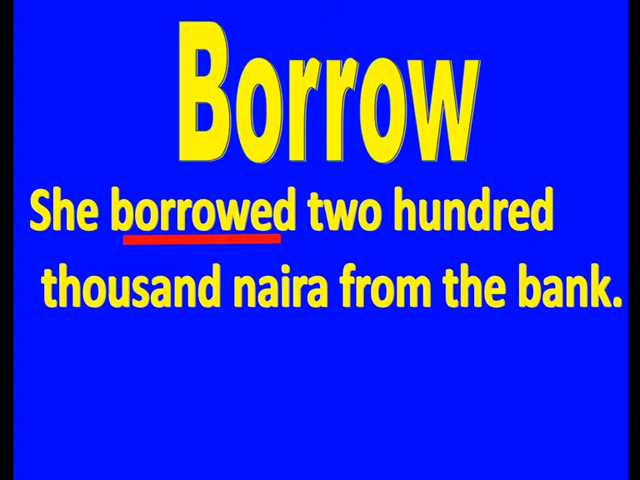 Borrow
She borrowed two hundred
thousand naira from the bank.